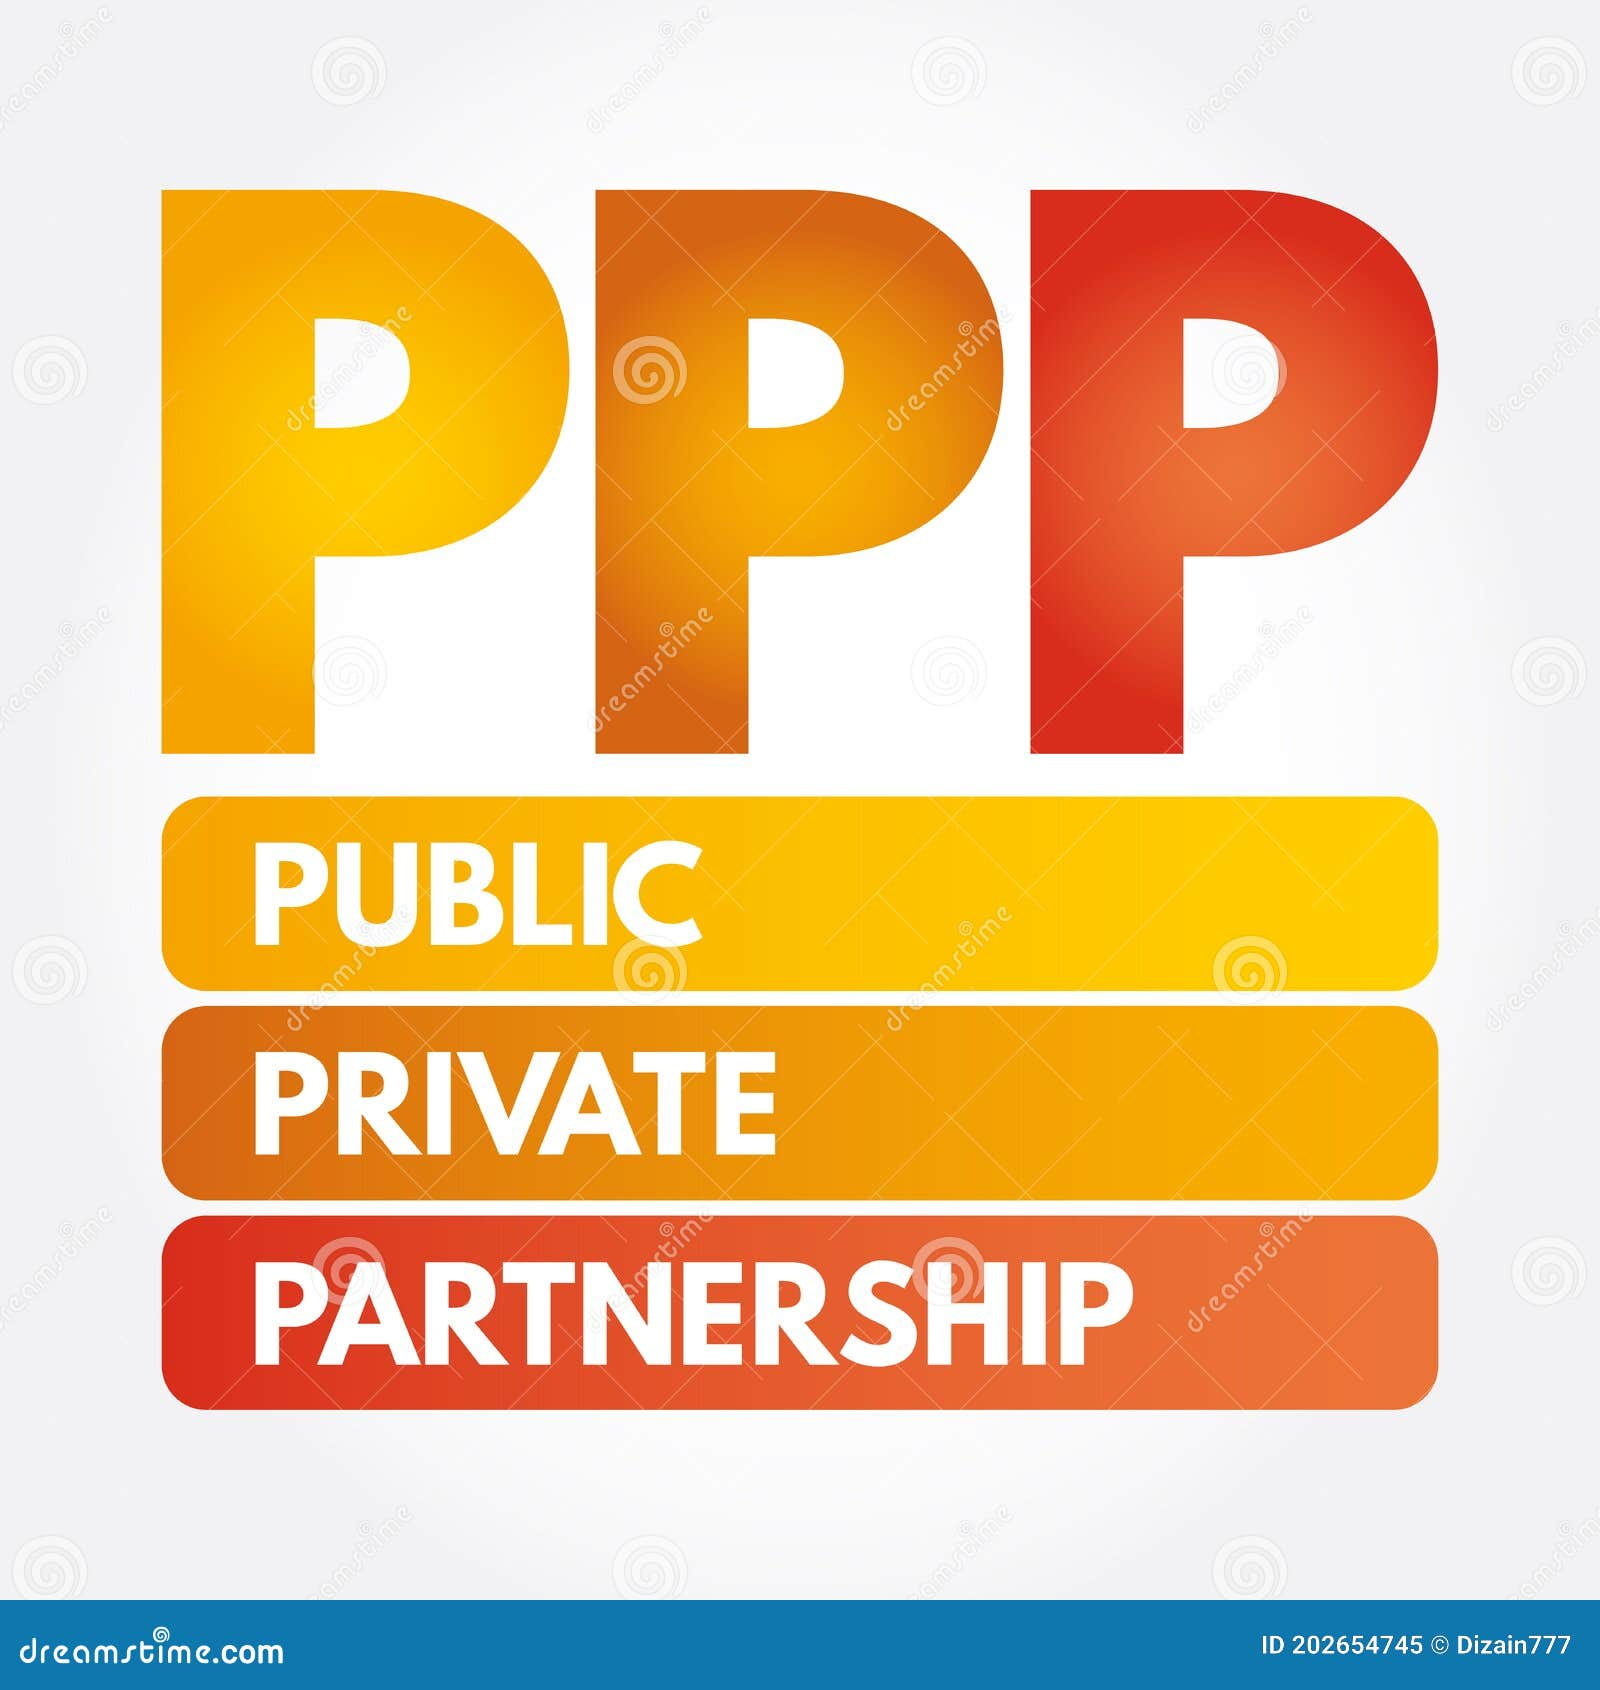 PPP
PUBLIC
PRIVATE
PARTNERSHIP
dreamstime.com
ID 202654745 © Dizain777